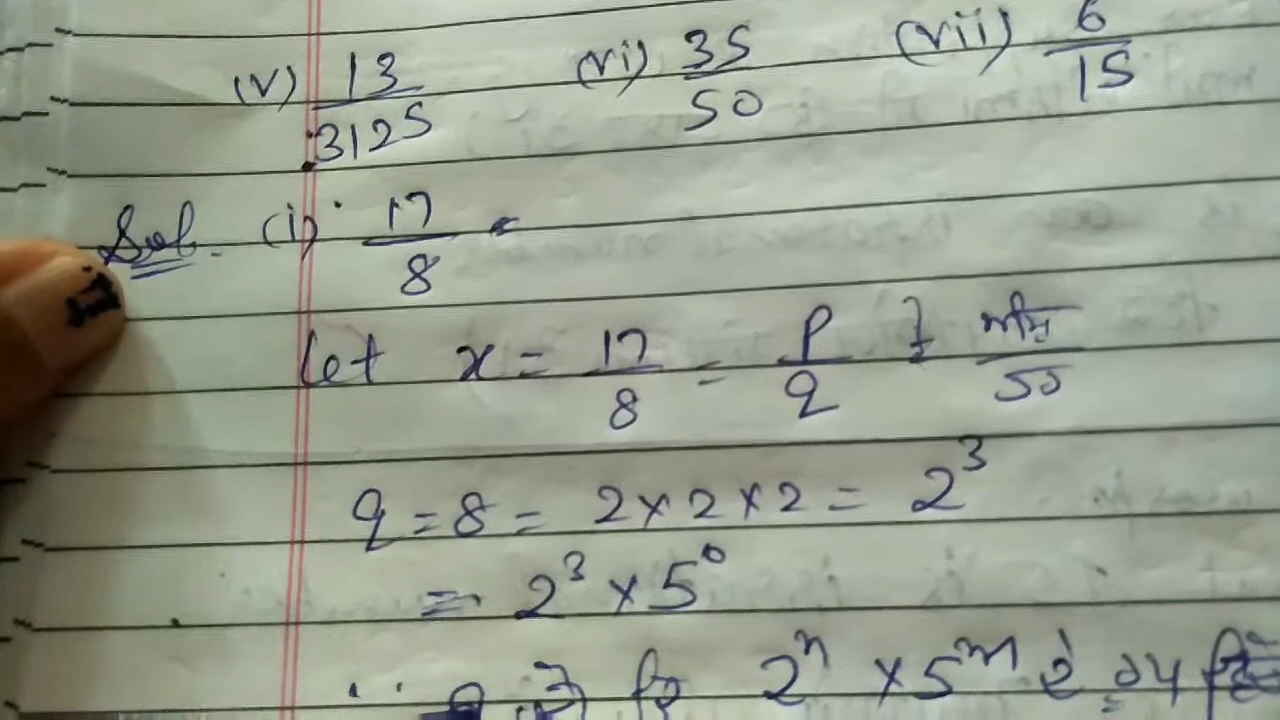 (v) 13/3125 (vi) 35/50 (vii) 6/15
Sol. (i) 17/8 =
Let x = 17/8 = p/q
q = 8 = 2×2×2 = 2³
= 2³ × 5⁰
∵ 2ⁿ × 5ᵐ